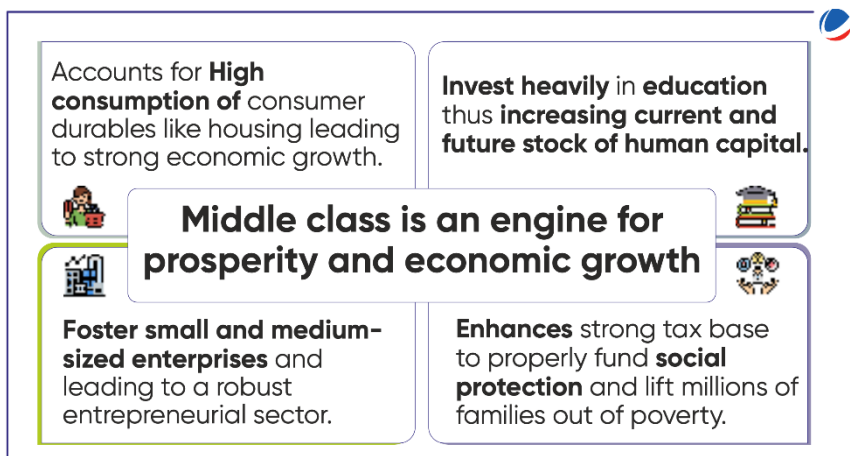 Accounts for High
consumption of consumer
durables like housing leading
to strong economic growth.
Invest heavily in education
thus increasing current and
future stock of human capital.
Middle class is an engine for
prosperity and economic growth
Foster small and medium-
sized enterprises and
leading to a robust
entrepreneurial sector.
Enhances strong tax base
to properly fund social
protection and lift millions of
families out of poverty.